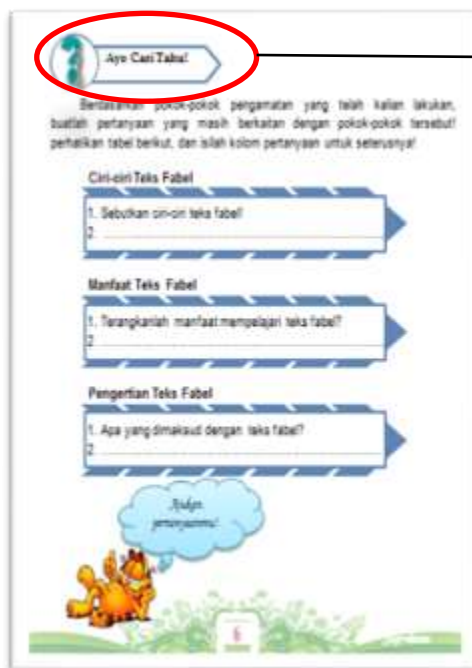 Ayo Cari Tahu!
Berdasarkan pokok-pokok pengamatan yang telah kalian lakukan,
buatlah pertanyaan yang masih berkaitan dengan pokok-pokok tersebut!
perhatikan tabel berikut, dan isilah kolom pertanyaan untuk seterusnya!
Ciri-ciri Teks Fabel
1. Sebutkan ciri-ciri teks fabel!
2. ....................
Manfaat Teks Fabel
1. Terangkanlah manfaat mempelajari teks fabel?
2. ....................
Pengertian Teks Fabel
1. Apa yang dimaksud dengan teks fabel?
2. ....................
Ajukan
pertanyaanmu!
6